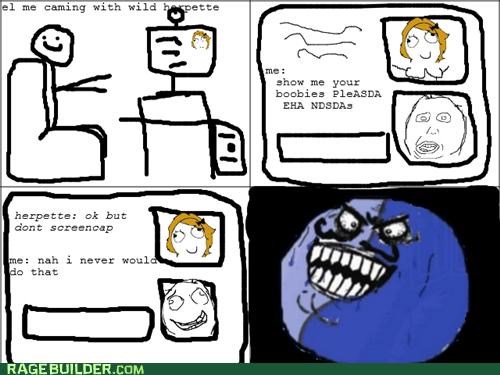 el me caming with wild herpette
me:
show me your
boobies PleASDA
EHA NDSDAs
herpette: ok but
dont screencap
me: nah i never would
do that
RAGEBUILDER.COM